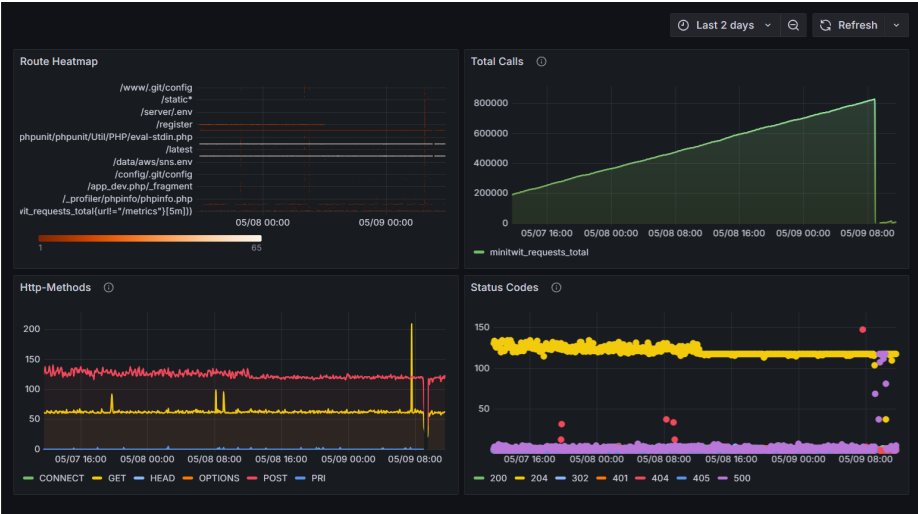 Last 2 days
Refresh
Route Heatmap
/www/.git/config
/static*
/server/.env
/register
phpunit/phpunit/Util/PHP/eval-stdin.php
/latest
/data/aws/sns.env
/config/.git/config
/app_dev.php/_fragment
/_profiler/phpinfo/phpinfo.php
wit_requests_total{url!="/metrics"}[5m]))
05/08 00:00 05/09 00:00
1 65
Total Calls
800000
600000
400000
200000
0
05/07 16:00 05/08 00:00 05/08 08:00 05/08 16:00 05/09 00:00 05/09 08:00
minitwit_requests_total
Http-Methods
200
150
100
50
0
05/07 16:00 05/08 00:00 05/08 08:00 05/08 16:00 05/09 00:00 05/09 08:00
CONNECT GET HEAD OPTIONS POST PRI
Status Codes
150
100
50
05/07 16:00 05/08 00:00 05/08 08:00 05/08 16:00 05/09 00:00 05/09 08:00
200 204 302 401 404 405 500